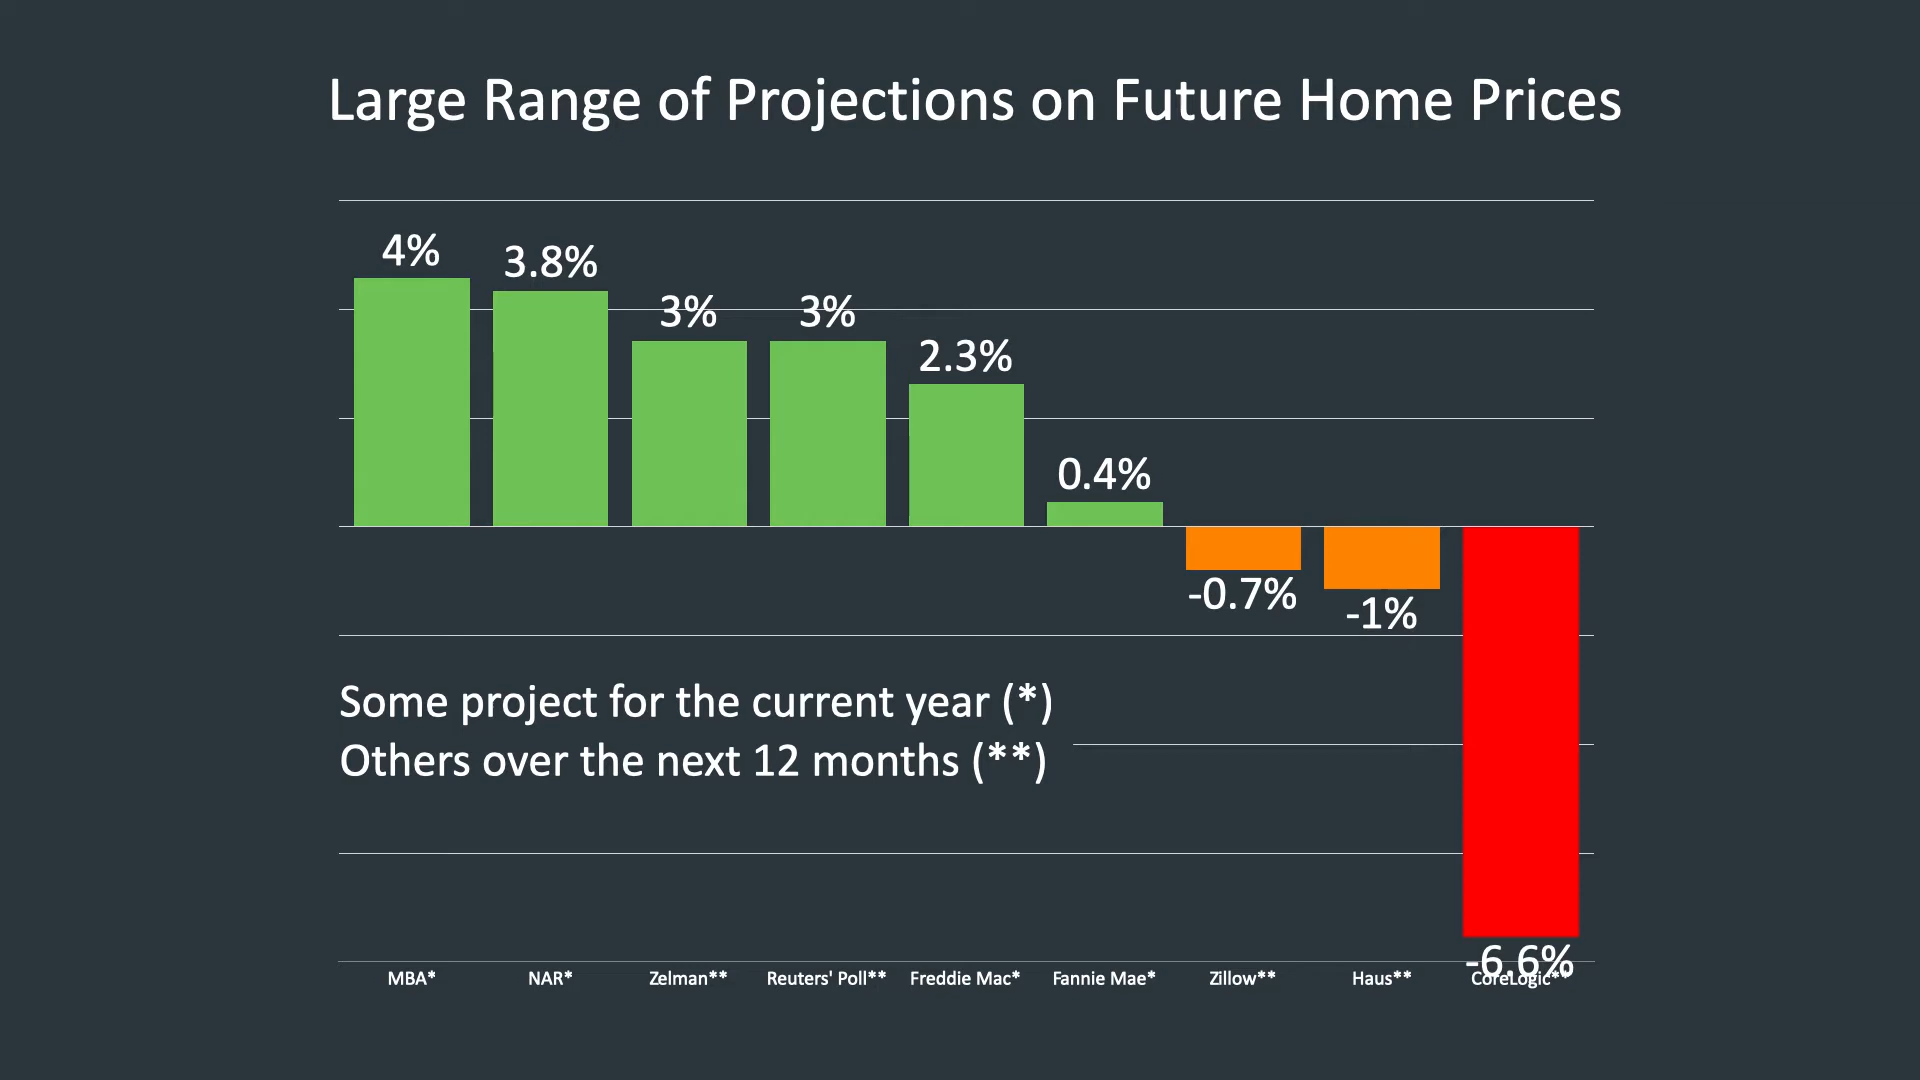 Large Range of Projections on Future Home Prices
4%
3.8%
3%
3%
2.3%
0.4%
-0.7%
-1%
-6.6%
Some project for the current year (*)
Others over the next 12 months (**)
MBA*
NAR*
Zelman**
Reuters' Poll**
Freddie Mac*
Fannie Mae*
Zillow**
Haus**
CoreLogic**